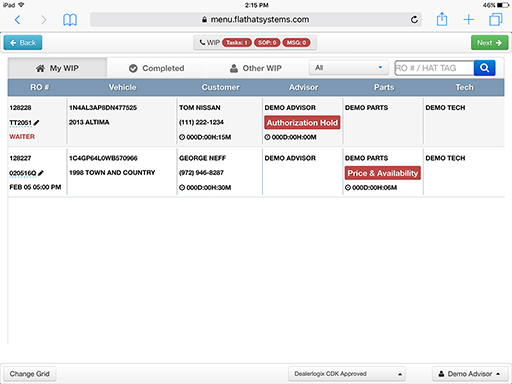 iPad 2:15 PM 46%
menu.flathatsystems.com
Back WIP Tasks: 1 SOP: 0 MSG: 0 Next
My WIP Completed Other WIP All RO # / HAT TAG
RO # Vehicle Customer Advisor Parts Tech
128228 1N4AL3AP8DN477525 TOM NISSAN DEMO ADVISOR DEMO PARTS DEMO TECH
TT2051 2013 ALTIMA (111) 222-1234 Authorization Hold
WAITER 000D:00H:15M 000D:00H:00M
128227 1C4GP64L0WB570966 GEORGE NEFF DEMO ADVISOR DEMO PARTS DEMO TECH
020516Q 1998 TOWN AND COUNTRY (972) 946-8287 Price & Availability
FEB 05 05:00 PM 000D:00H:30M 000D:00H:06M
Change Grid Dealerlogix CDK Approved Demo Advisor